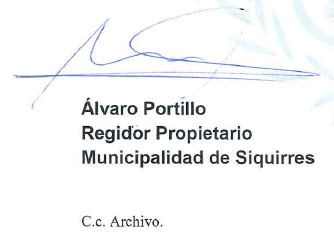 Álvaro Portillo
Regidor Propietario
Municipalidad de Siquirres
C.c. Archivo.